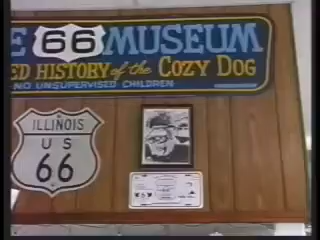 E 66 MUSEUM
ED HISTORY of the COZY DOG
NO UNSUPERVISED CHILDREN
ILLINOIS
US
66